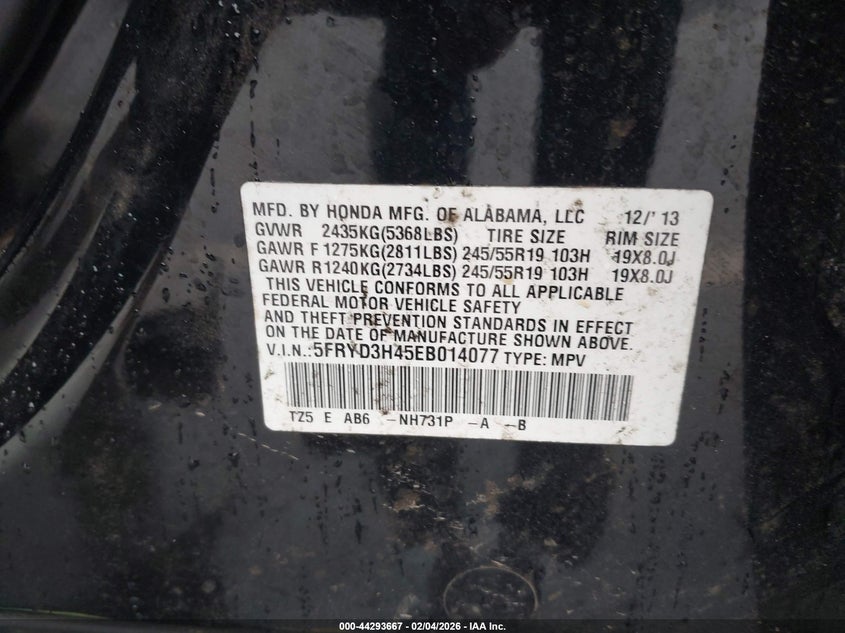 MFD. BY HONDA MFG. OF ALABAMA, LLC 12/'13
GVWR 2435KG(5368LBS) TIRE SIZE RIM SIZE
GAWR F 1275KG(2811LBS) 245/55R19 103H 19X8.0J
GAWR R 1240KG(2734LBS) 245/55R19 103H 19X8.0J
THIS VEHICLE CONFORMS TO ALL APPLICABLE
FEDERAL MOTOR VEHICLE SAFETY
AND THEFT PREVENTION STANDARDS IN EFFECT
ON THE DATE OF MANUFACTURE SHOWN ABOVE.
V.I.N.:5FRYD3H45EB014077 TYPE: MPV
TZ5 E AB6 -NH731P -A -B
000-44293667 - 02/04/2026 - IAA Inc.